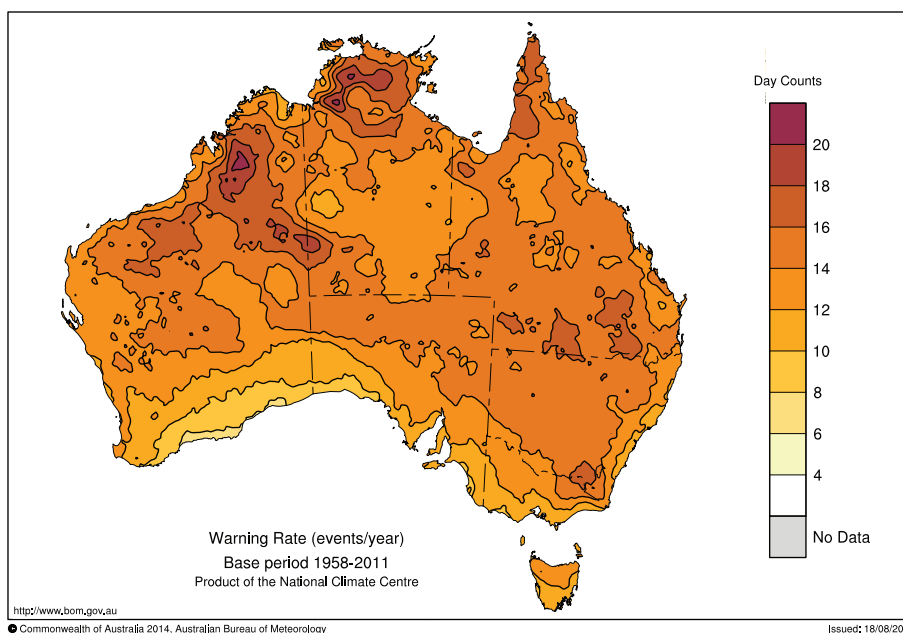 Day Counts
20
18
16
14
12
10
8
6
4
No Data
Warning Rate (events/year)
Base period 1958-2011
Product of the National Climate Centre
http://www.bom.gov.au
© Commonwealth of Australia 2014, Australian Bureau of Meteorology
Issued: 18/08/20